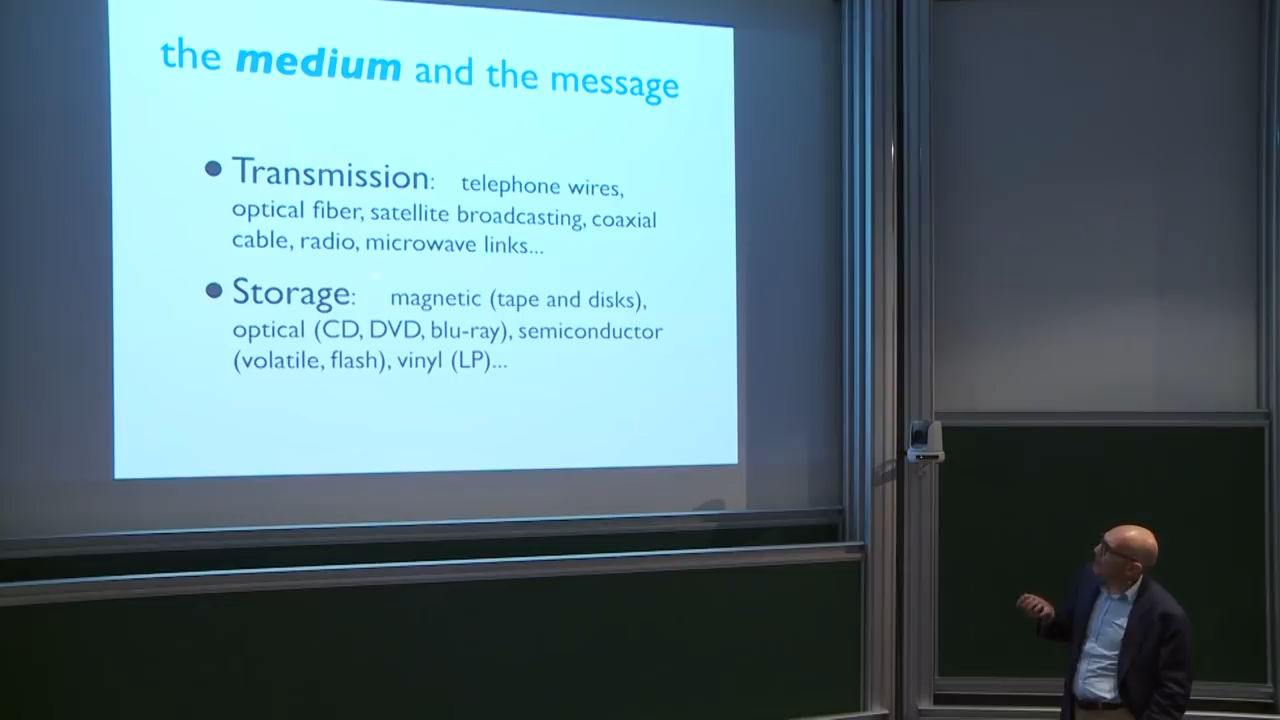 the medium and the message
● Transmission: telephone wires,
optical fiber, satellite broadcasting, coaxial
cable, radio, microwave links...
● Storage: magnetic (tape and disks),
optical (CD, DVD, blu-ray), semiconductor
(volatile, flash), vinyl (LP)...